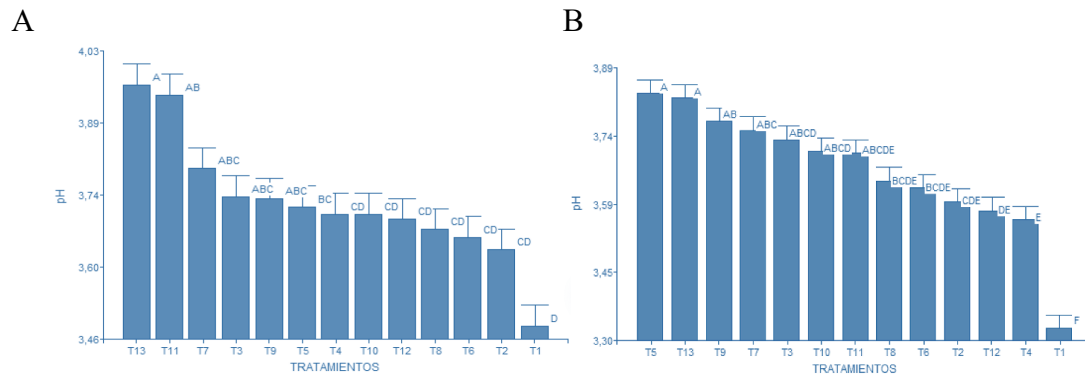 A
4,03
3,89
3,74
3,60
3,46
pH
A
AB
ABC
ABC
ABC
ABC
BC
CD
CD
CD
CD
CD
D
T13 T11 T7 T3 T9 T5 T4 T10 T12 T8 T6 T2 T1
TRATAMIENTOS
B
3,89
3,74
3,59
3,45
3,30
pH
A
A
AB
ABC
ABCD
ABCD
ABCDE
BCDE
BCDE
CDE
DE
E
F
T5 T13 T9 T7 T3 T10 T11 T8 T6 T2 T12 T4 T1
TRATAMIENTOS